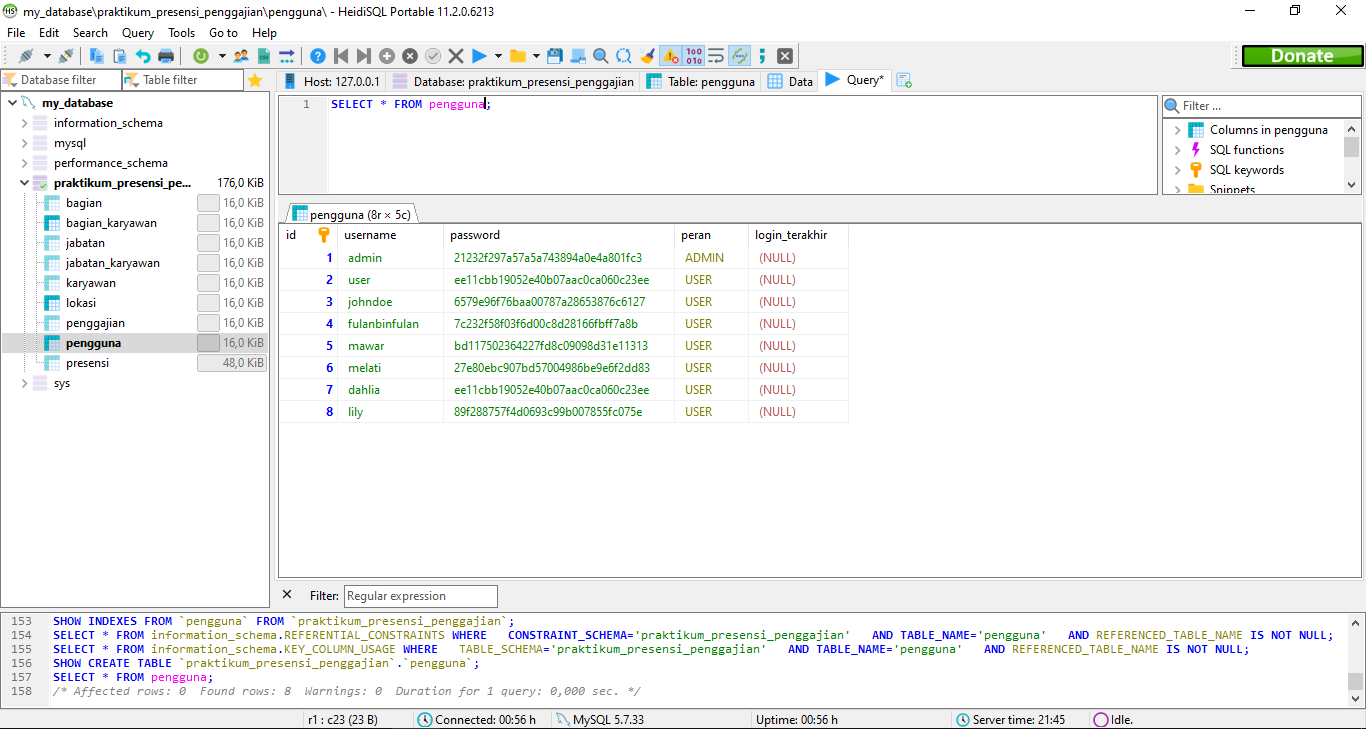 my_database\praktikum_presensi_penggajian\pengguna\ - HeidiSQL Portable 11.2.0.6213
File Edit Search Query Tools Go to Help
Donate
Database filter Table filter
Host: 127.0.0.1 Database: praktikum_presensi_penggajian Table: pengguna Data Query*
my_database
information_schema
mysql
performance_schema
praktikum_presensi_pe... 176,0 KiB
bagian 16,0 KiB
bagian_karyawan 16,0 KiB
jabatan 16,0 KiB
jabatan_karyawan 16,0 KiB
karyawan 16,0 KiB
lokasi 16,0 KiB
penggajian 16,0 KiB
pengguna 16,0 KiB
presensi 48,0 KiB
sys
1 SELECT * FROM pengguna;
Filter ...
Columns in pengguna
SQL functions
SQL keywords
Snippets
pengguna (8r × 5c)
id username password peran login_terakhir
1 admin 21232f297a57a5a743894a0e4a801fc3 ADMIN (NULL)
2 user ee11cbb19052e40b07aac0ca060c23ee USER (NULL)
3 johndoe 6579e96f76baa00787a28653876c6127 USER (NULL)
4 fulanbinfulan 7c232f58f03f6d00c8d28166fbff7a8b USER (NULL)
5 mawar bd117502364227fd8c09098d31e11313 USER (NULL)
6 melati 27e80ebc907bd57004986be9e6f2dd83 USER (NULL)
7 dahlia ee11cbb19052e40b07aac0ca060c23ee USER (NULL)
8 lily 89f288757f4d0693c99b007855fc075e USER (NULL)
Filter: Regular expression
153 SHOW INDEXES FROM `pengguna` FROM `praktikum_presensi_penggajian`;
154 SELECT * FROM information_schema.REFERENTIAL_CONSTRAINTS WHERE CONSTRAINT_SCHEMA='praktikum_presensi_penggajian' AND TABLE_NAME='pengguna' AND REFERENCED_TABLE_NAME IS NOT NULL;
155 SELECT * FROM information_schema.KEY_COLUMN_USAGE WHERE TABLE_SCHEMA='praktikum_presensi_penggajian' AND TABLE_NAME='pengguna' AND REFERENCED_TABLE_NAME IS NOT NULL;
156 SHOW CREATE TABLE `praktikum_presensi_penggajian`.`pengguna`;
157 SELECT * FROM pengguna;
158 /* Affected rows: 0 Found rows: 8 Warnings: 0 Duration for 1 query: 0,000 sec. */
r1 : c23 (23 B) Connected: 00:56 h MySQL 5.7.33 Uptime: 00:56 h Server time: 21:45 Idle.